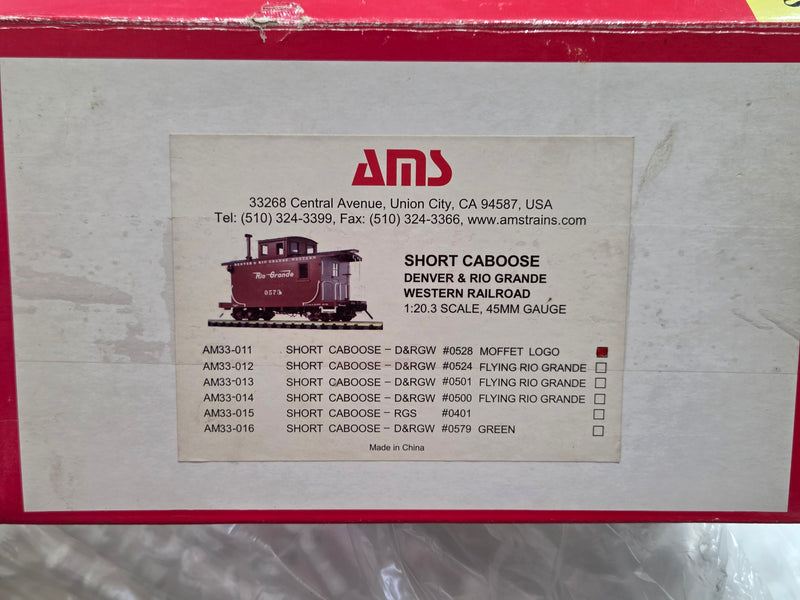 AMS
33268 Central Avenue, Union City, CA 94587, USA
Tel: (510) 324-3399, Fax: (510) 324-3366, www.amstrains.com
DENVER & RIO GRANDE WESTERN
Rio Grande
0573
SHORT CABOOSE
DENVER & RIO GRANDE
WESTERN RAILROAD
1:20.3 SCALE, 45MM GAUGE
AM33-011 SHORT CABOOSE - D&RGW #0528 MOFFET LOGO
AM33-012 SHORT CABOOSE - D&RGW #0524 FLYING RIO GRANDE
AM33-013 SHORT CABOOSE - D&RGW #0501 FLYING RIO GRANDE
AM33-014 SHORT CABOOSE - D&RGW #0500 FLYING RIO GRANDE
AM33-015 SHORT CABOOSE - RGS #0401
AM33-016 SHORT CABOOSE - D&RGW #0579 GREEN
Made in China